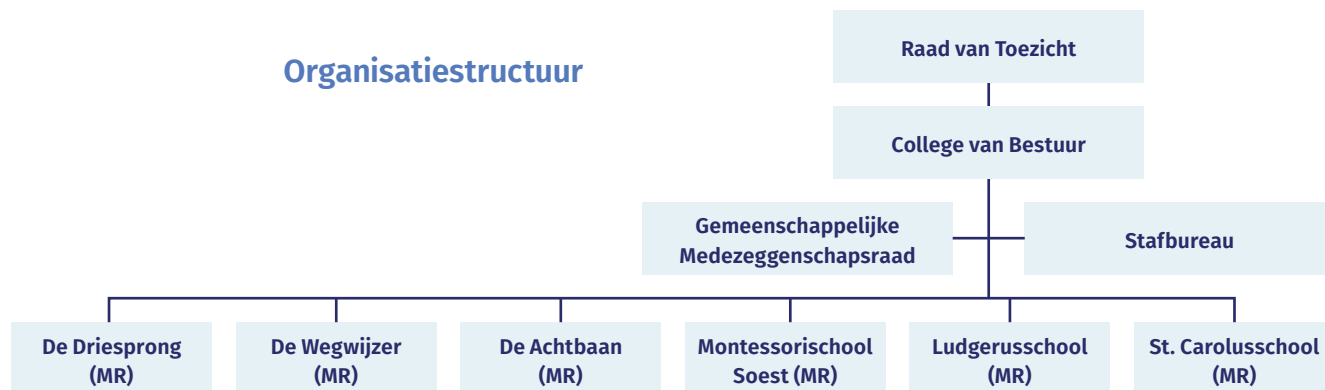 Organisatiestructuur
Raad van Toezicht
College van Bestuur
Gemeenschappelijke
Medezeggenschapsraad
Stafbureau
De Driesprong
(MR)
De Wegwijzer
(MR)
De Achtbaan
(MR)
Montessorischool
Soest (MR)
Ludgerusschool
(MR)
St. Carolusschool
(MR)